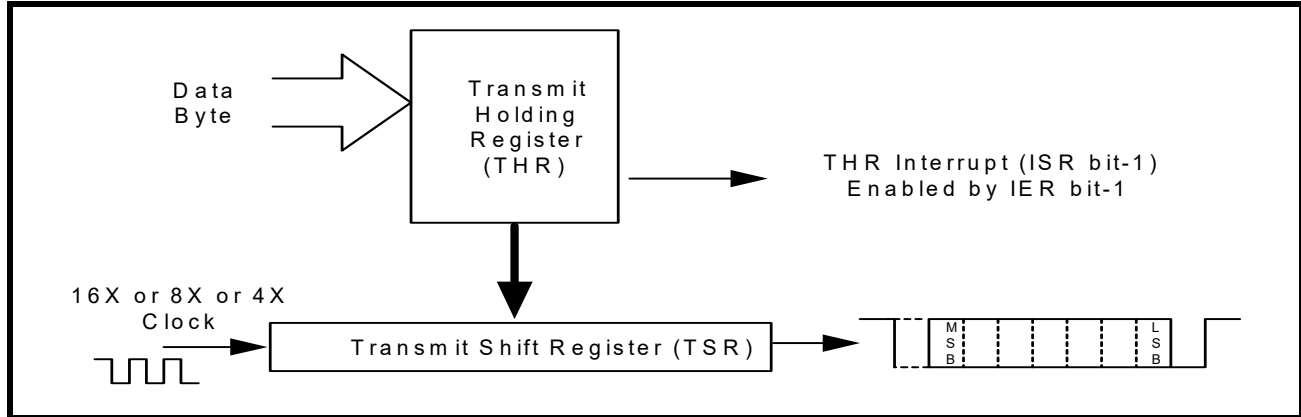 Data
Byte
Transmit
Holding
Register
(THR)
THR Interrupt (ISR bit-1)
Enabled by IER bit-1
16X or 8X or 4X
Clock
Transmit Shift Register (TSR)
M
S
B
L
S
B